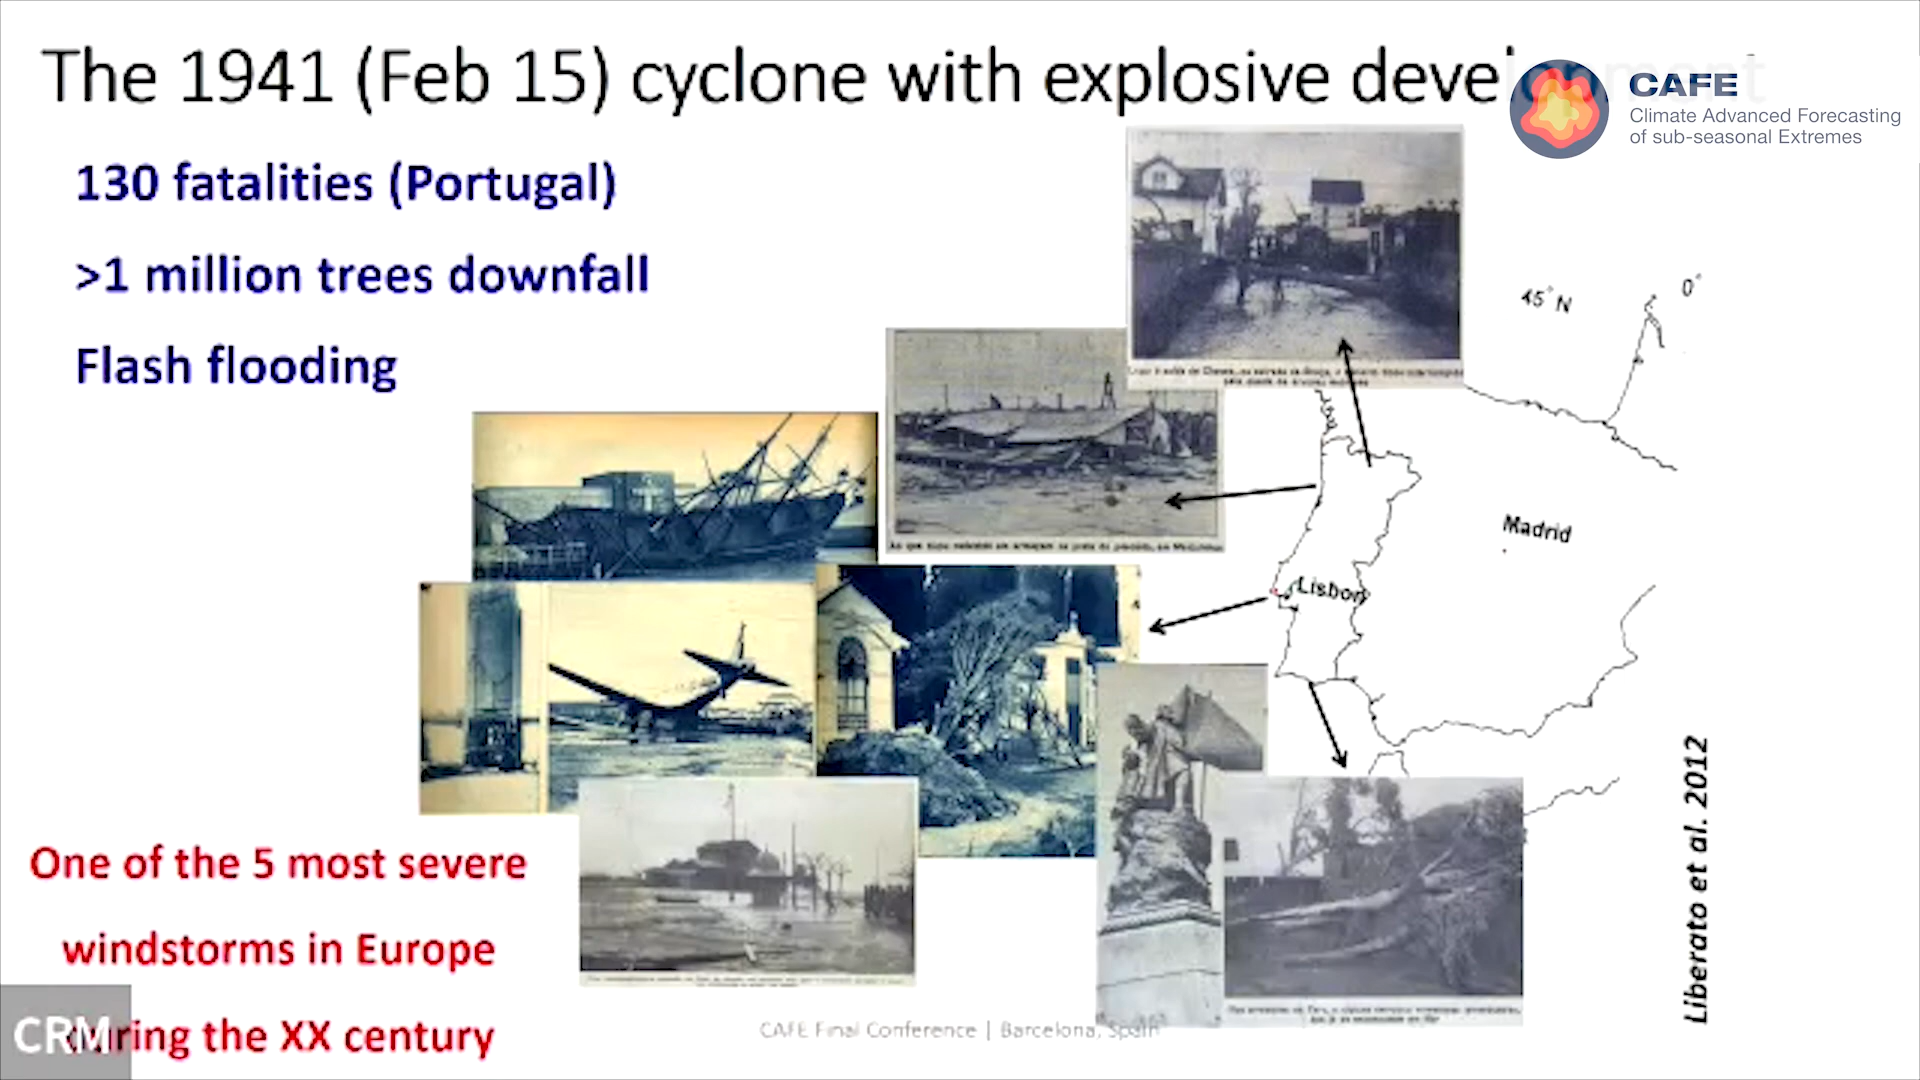 The 1941 (Feb 15) cyclone with explosive development
CAFE
Climate Advanced Forecasting
of sub-seasonal Extremes
130 fatalities (Portugal)
>1 million trees downfall
Flash flooding
45° N
0°
Madrid
Lisbon
Liberato et al. 2012
One of the 5 most severe
windstorms in Europe
during the XX century
CRM
CAFE Final Conference | Barcelona, Spain